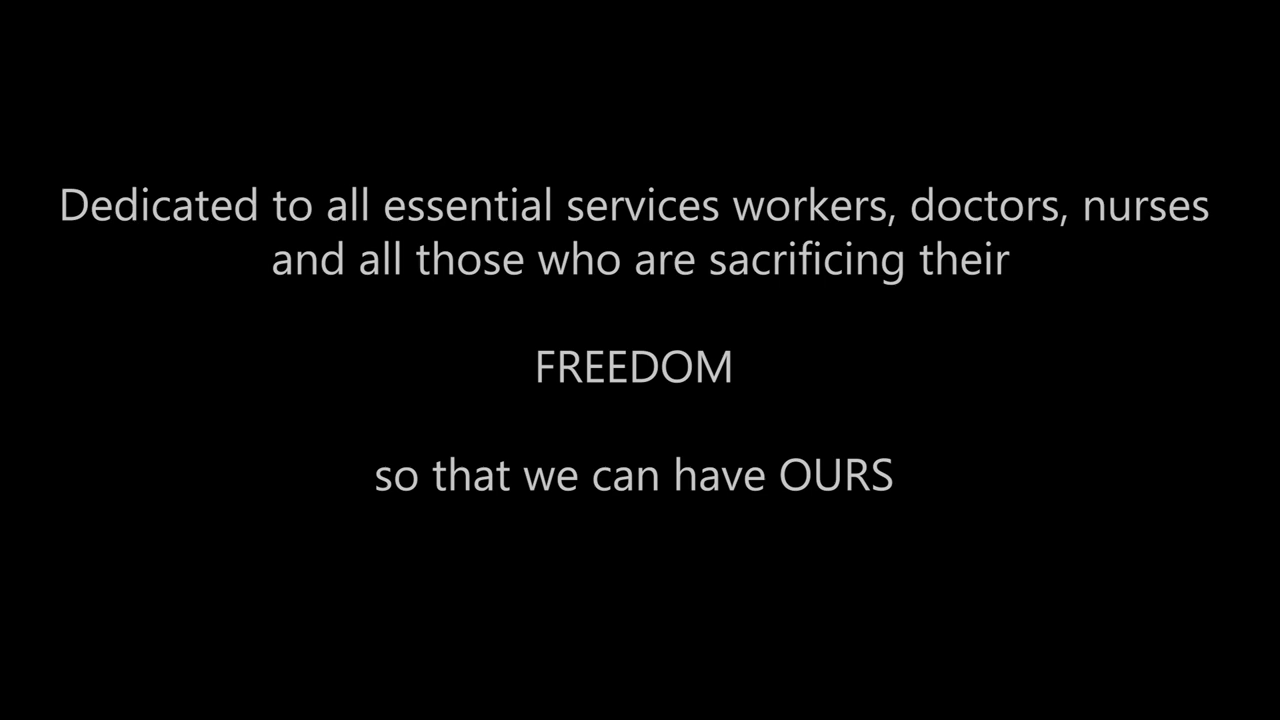 Dedicated to all essential services workers, doctors, nurses
and all those who are sacrificing their
FREEDOM
so that we can have OURS